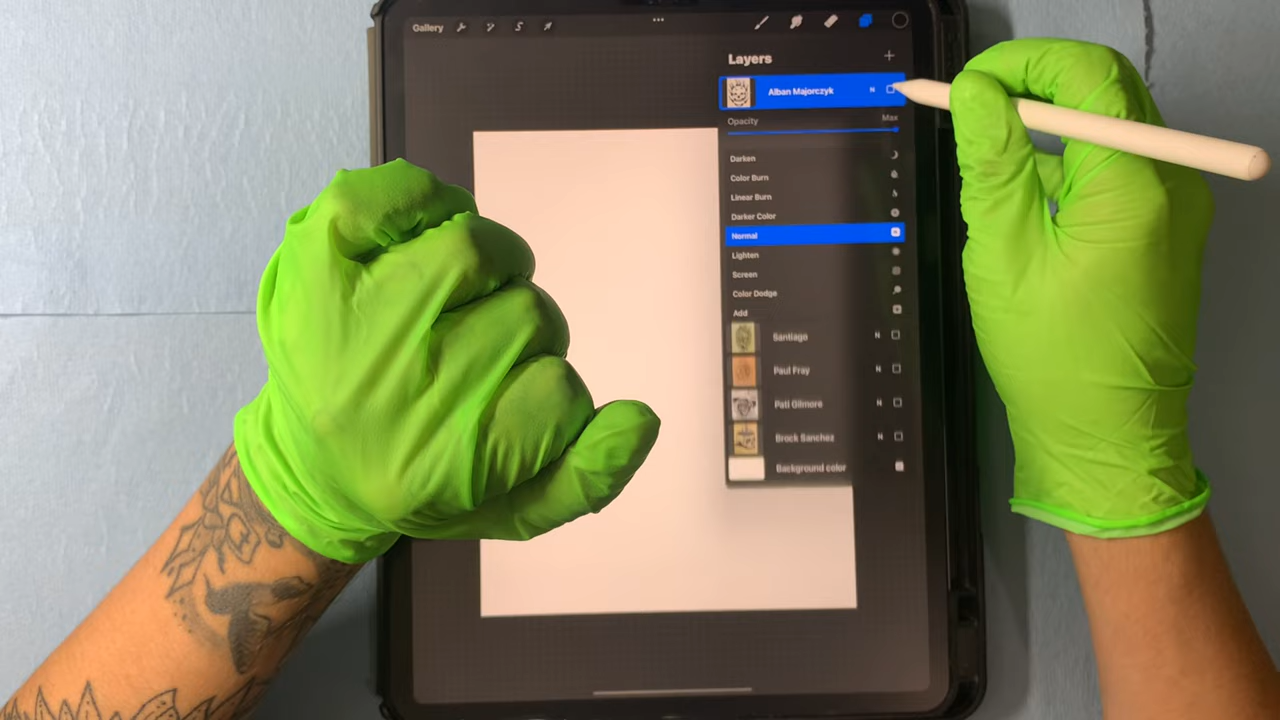 Gallery
Layers
Alban Majorczyk N
Opacity Max
Darken
Color Burn
Linear Burn
Darker Color
Normal
Lighten
Screen
Color Dodge
Add
Santiago N
Paul Fray N
Pati Gilmore N
Brock Sanchez N
Background color